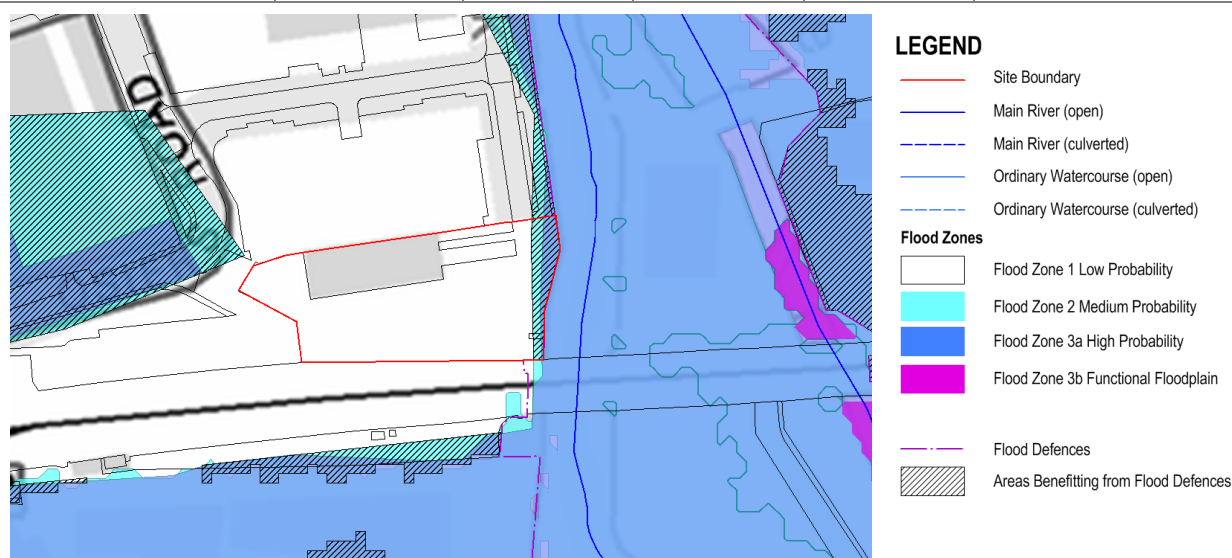 ROAD
LEGEND
Site Boundary
Main River (open)
Main River (culverted)
Ordinary Watercourse (open)
Ordinary Watercourse (culverted)
Flood Zones
Flood Zone 1 Low Probability
Flood Zone 2 Medium Probability
Flood Zone 3a High Probability
Flood Zone 3b Functional Floodplain
Flood Defences
Areas Benefitting from Flood Defences